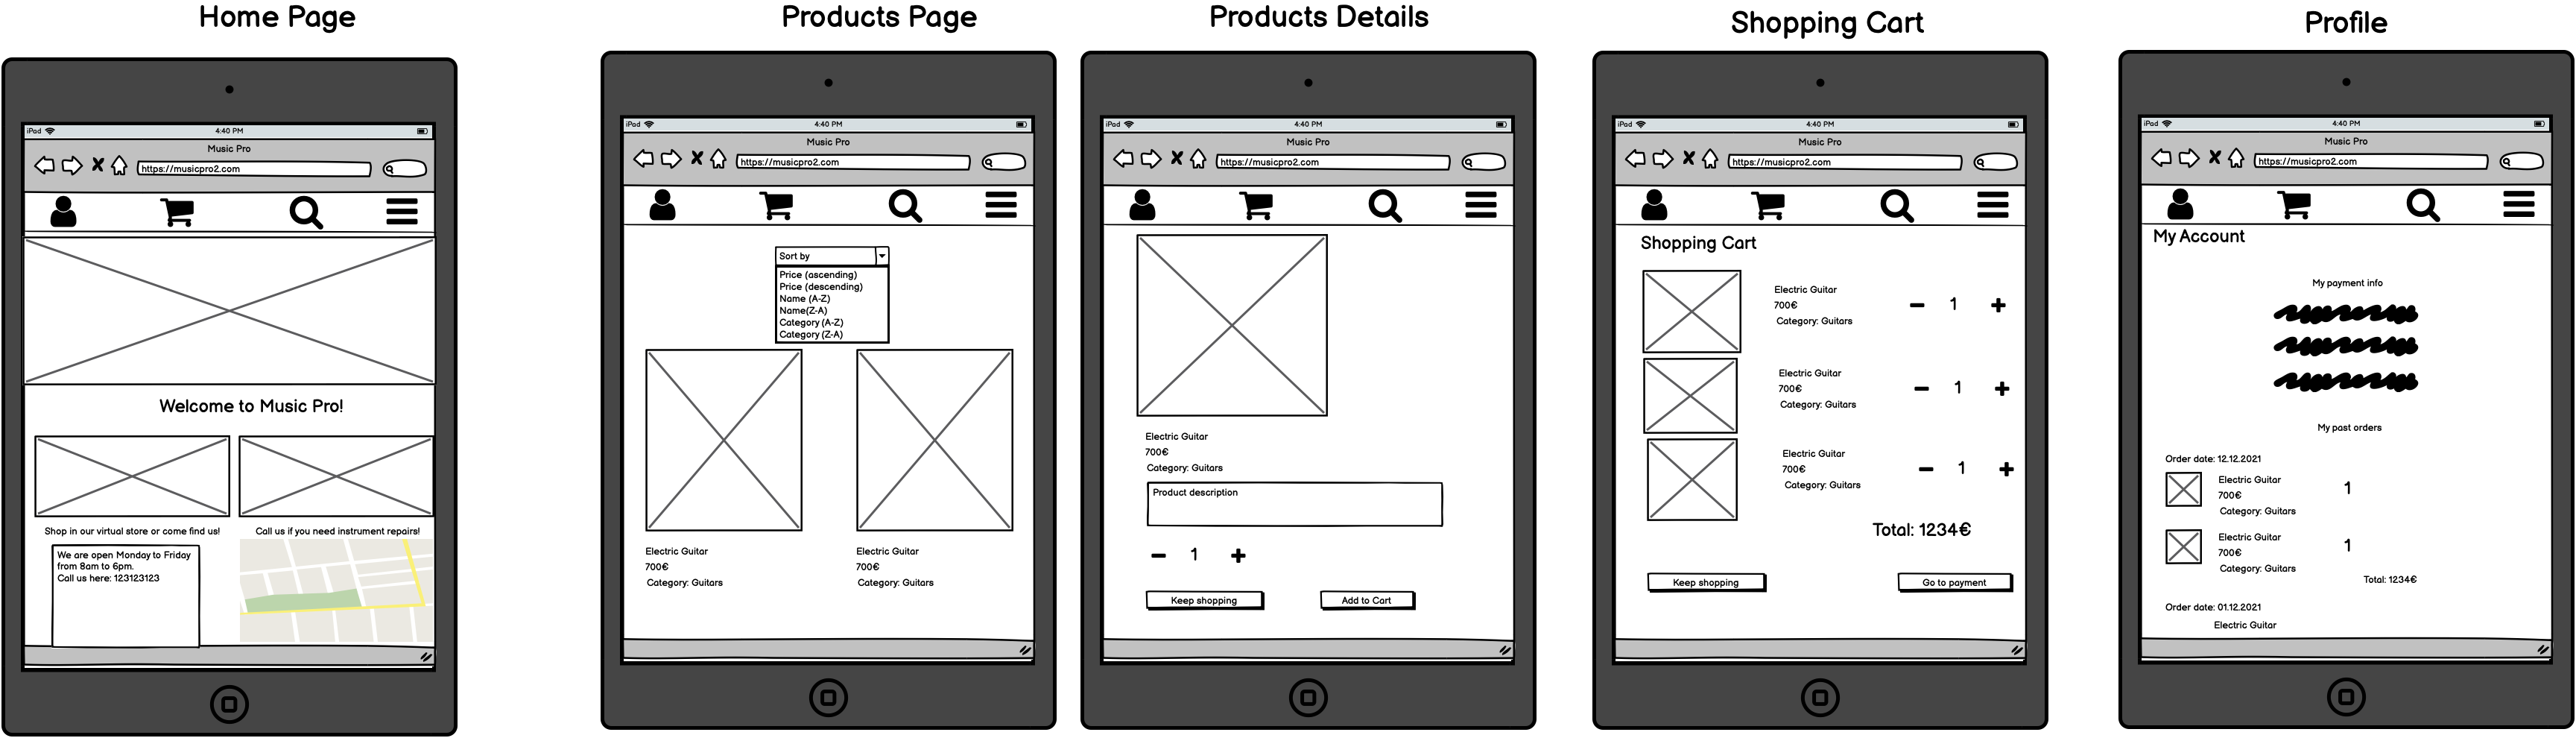 Home Page
iPad
4:40 PM
Music Pro
https://musicpro2.com
Welcome to Music Pro!
Shop in our virtual store or come find us!
Call us if you need instrument repairs!
We are open Monday to Friday
from 8am to 6pm.
Call us here: 123123123
Products Page
iPad
4:40 PM
Music Pro
https://musicpro2.com
Sort by
Price (ascending)
Price (descending)
Name (A-Z)
Name(Z-A)
Category (A-Z)
Category (Z-A)
Electric Guitar
700€
Category: Guitars
Electric Guitar
700€
Category: Guitars
Products Details
iPad
4:40 PM
Music Pro
https://musicpro2.com
Electric Guitar
700€
Category: Guitars
Product description
1
Keep shopping
Add to Cart
Shopping Cart
iPad
4:40 PM
Music Pro
https://musicpro2.com
Shopping Cart
Electric Guitar
700€
Category: Guitars
1
Electric Guitar
700€
Category: Guitars
1
Electric Guitar
700€
Category: Guitars
1
Total: 1234€
Keep shopping
Go to payment
Profile
iPad
4:40 PM
Music Pro
https://musicpro2.com
My Account
My payment info
My past orders
Order date: 12.12.2021
Electric Guitar
700€
Category: Guitars
1
Electric Guitar
700€
Category: Guitars
1
Total: 1234€
Order date: 01.12.2021
Electric Guitar